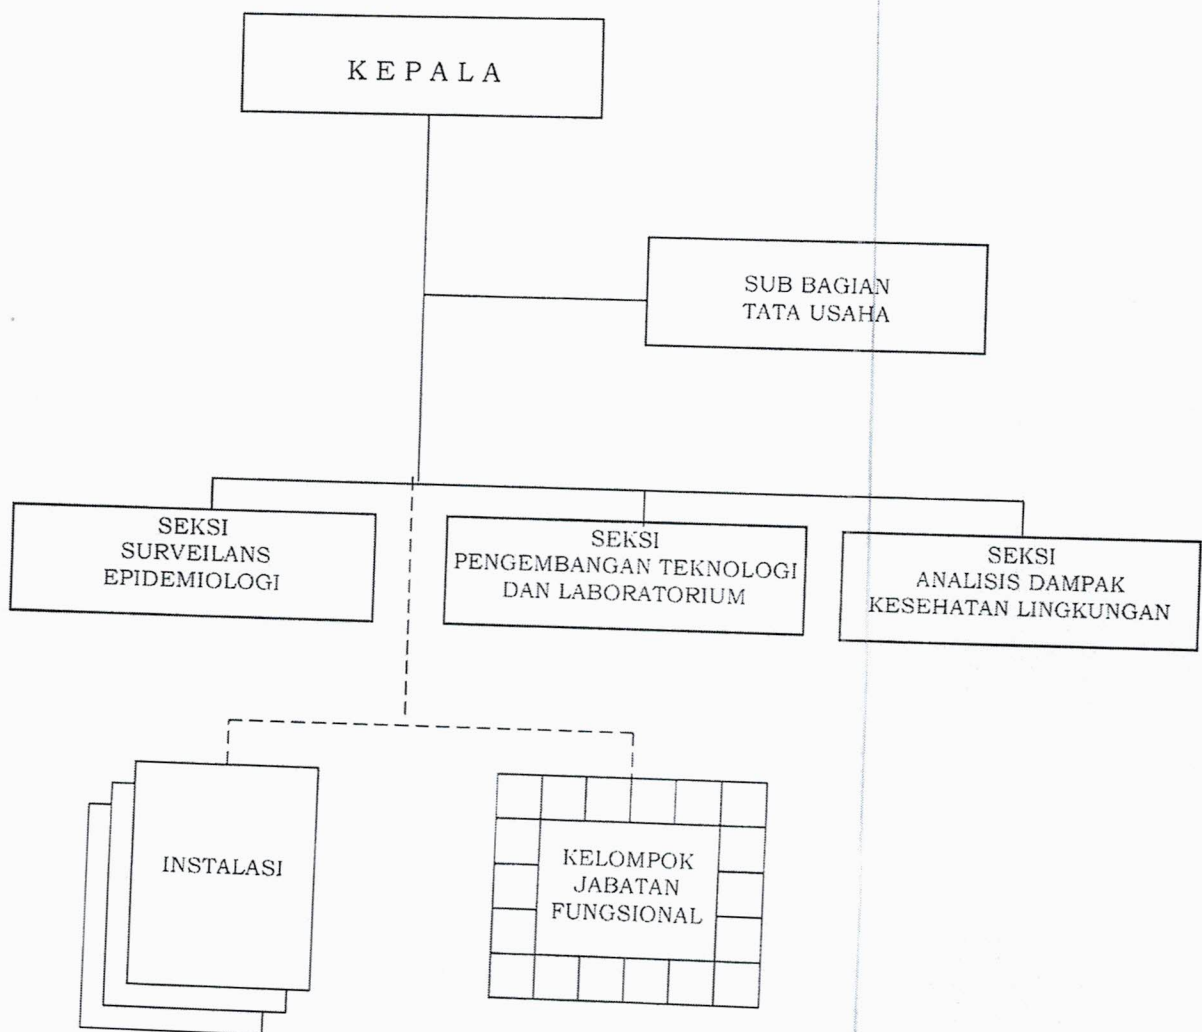 KEPALA
SUB BAGIAN
TATA USAHA
SEKSI
SURVEILANS
EPIDEMIOLOGI
SEKSI
PENGEMBANGAN TEKNOLOGI
DAN LABORATORIUM
SEKSI
ANALISIS DAMPAK
KESEHATAN LINGKUNGAN
INSTALASI
KELOMPOK
JABATAN
FUNGSIONAL